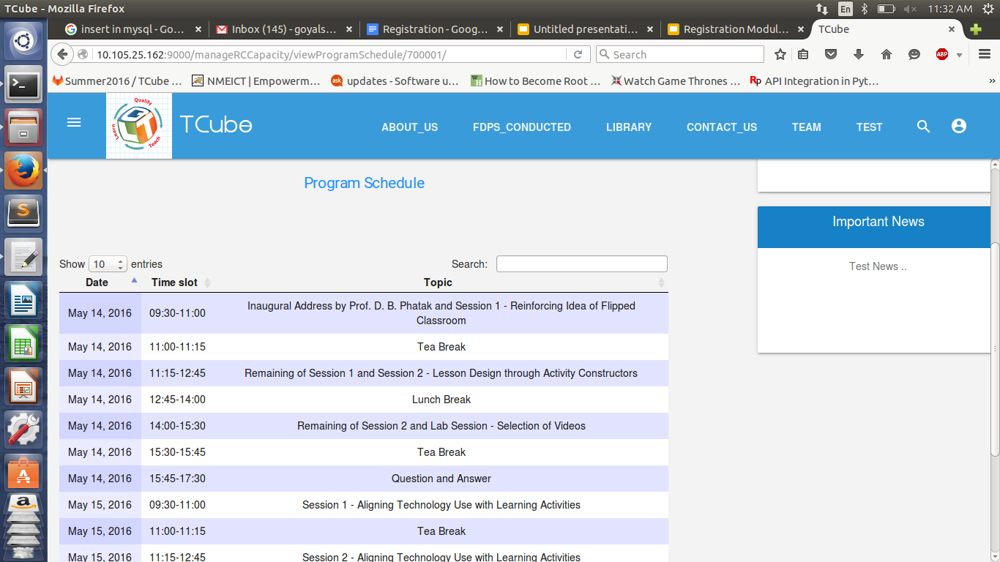 TCube - Mozilla Firefox
En
11:32 AM
insert in mysql - Go...
Inbox (145) - goyals...
Registration - Goog...
Untitled presentati...
Registration Modul...
TCube
10.105.25.162:9000/manageRCCapacity/viewProgramSchedule/700001/
Search
ABP
Summer2016 / TCube ...
NMEICT | Empowerm...
ask
updates - Software u...
WH
How to Become Root ...
Watch Game Thrones ...
Rp
API Integration in Pyt...
»
Qualify
Learn
Teach
TCube
ABOUT_US
FDPS_CONDUCTED
LIBRARY
CONTACT_US
TEAM
TEST
Program Schedule
Important News
Test News ..
Show 10 entries
Search:
Date Time slot Topic
May 14, 2016 09:30-11:00 Inaugural Address by Prof. D. B. Phatak and Session 1 - Reinforcing Idea of Flipped
Classroom
May 14, 2016 11:00-11:15 Tea Break
May 14, 2016 11:15-12:45 Remaining of Session 1 and Session 2 - Lesson Design through Activity Constructors
May 14, 2016 12:45-14:00 Lunch Break
May 14, 2016 14:00-15:30 Remaining of Session 2 and Lab Session - Selection of Videos
May 14, 2016 15:30-15:45 Tea Break
May 14, 2016 15:45-17:30 Question and Answer
May 15, 2016 09:30-11:00 Session 1 - Aligning Technology Use with Learning Activities
May 15, 2016 11:00-11:15 Tea Break
May 15, 2016 11:15-12:45 Session 2 - Aligning Technology Use with Learning Activities